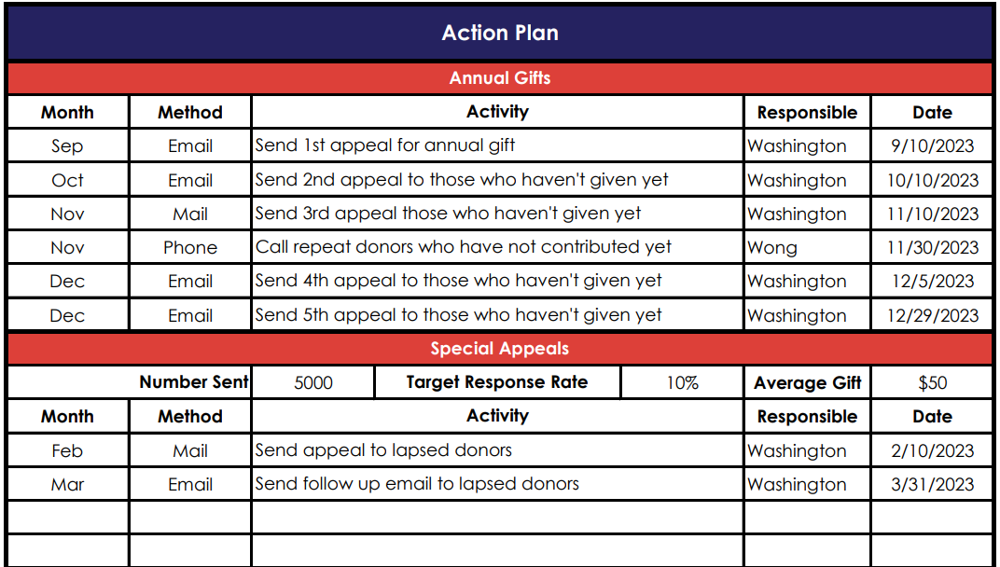 Action Plan
Annual Gifts
Month Method Activity Responsible Date
Sep Email Send 1st appeal for annual gift Washington 9/10/2023
Oct Email Send 2nd appeal to those who haven't given yet Washington 10/10/2023
Nov Mail Send 3rd appeal those who haven't given yet Washington 11/10/2023
Nov Phone Call repeat donors who have not contributed yet Wong 11/30/2023
Dec Email Send 4th appeal to those who haven't given yet Washington 12/5/2023
Dec Email Send 5th appeal to those who haven't given yet Washington 12/29/2023
Special Appeals
Number Sent 5000 Target Response Rate 10% Average Gift $50
Month Method Activity Responsible Date
Feb Mail Send appeal to lapsed donors Washington 2/10/2023
Mar Email Send follow up email to lapsed donors Washington 3/31/2023